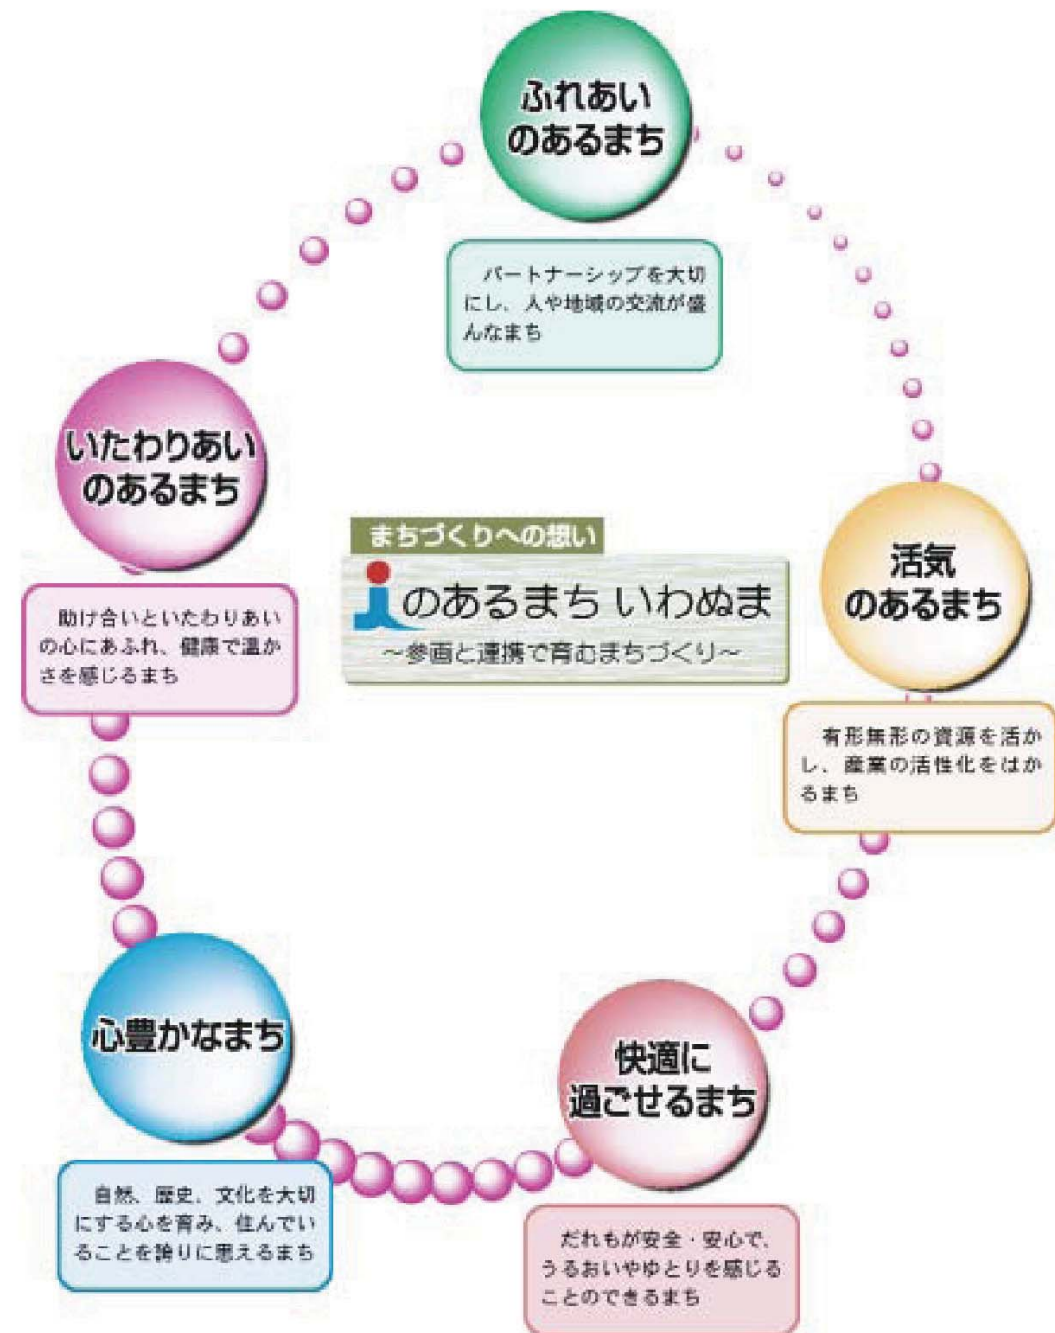 ふれあい
のあるまち
パートナーシップを大切
にし、人や地域の交流が盛
んなまち
いたわりあい
のあるまち
助け合いといたわりあい
の心にあふれ、健康で温か
さを感じるまち
まちづくりへの想い
iのあるまち いわぬま
~参画と連携で育むまちづくり~
活気
のあるまち
有形無形の資源を活か
し、産業の活性化をはか
るまち
心豊かなまち
自然、歴史、文化を大切
にする心を育み、住んでい
ることを誇りに思えるまち
快適に
過ごせるまち
だれもが安全・安心で、
うるおいやゆとりを感じる
ことのできるまち